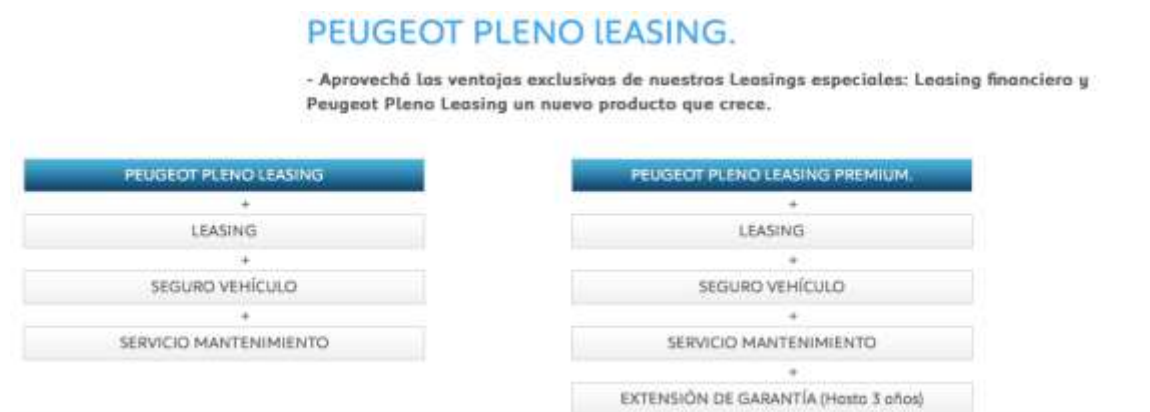 PEUGEOT PLENO lEASING.
- Aprovechá las ventajas exclusivas de nuestros Leasings especiales: Leasing financiero y
Peugeot Pleno Leasing un nuevo producto que crece.
PEUGEOT PLENO LEASING
+
LEASING
+
SEGURO VEHÍCULO
+
SERVICIO MANTENIMIENTO
PEUGEOT PLENO LEASING PREMIUM.
+
LEASING
+
SEGURO VEHÍCULO
+
SERVICIO MANTENIMIENTO
+
EXTENSIÓN DE GARANTÍA (Hasta 3 años)